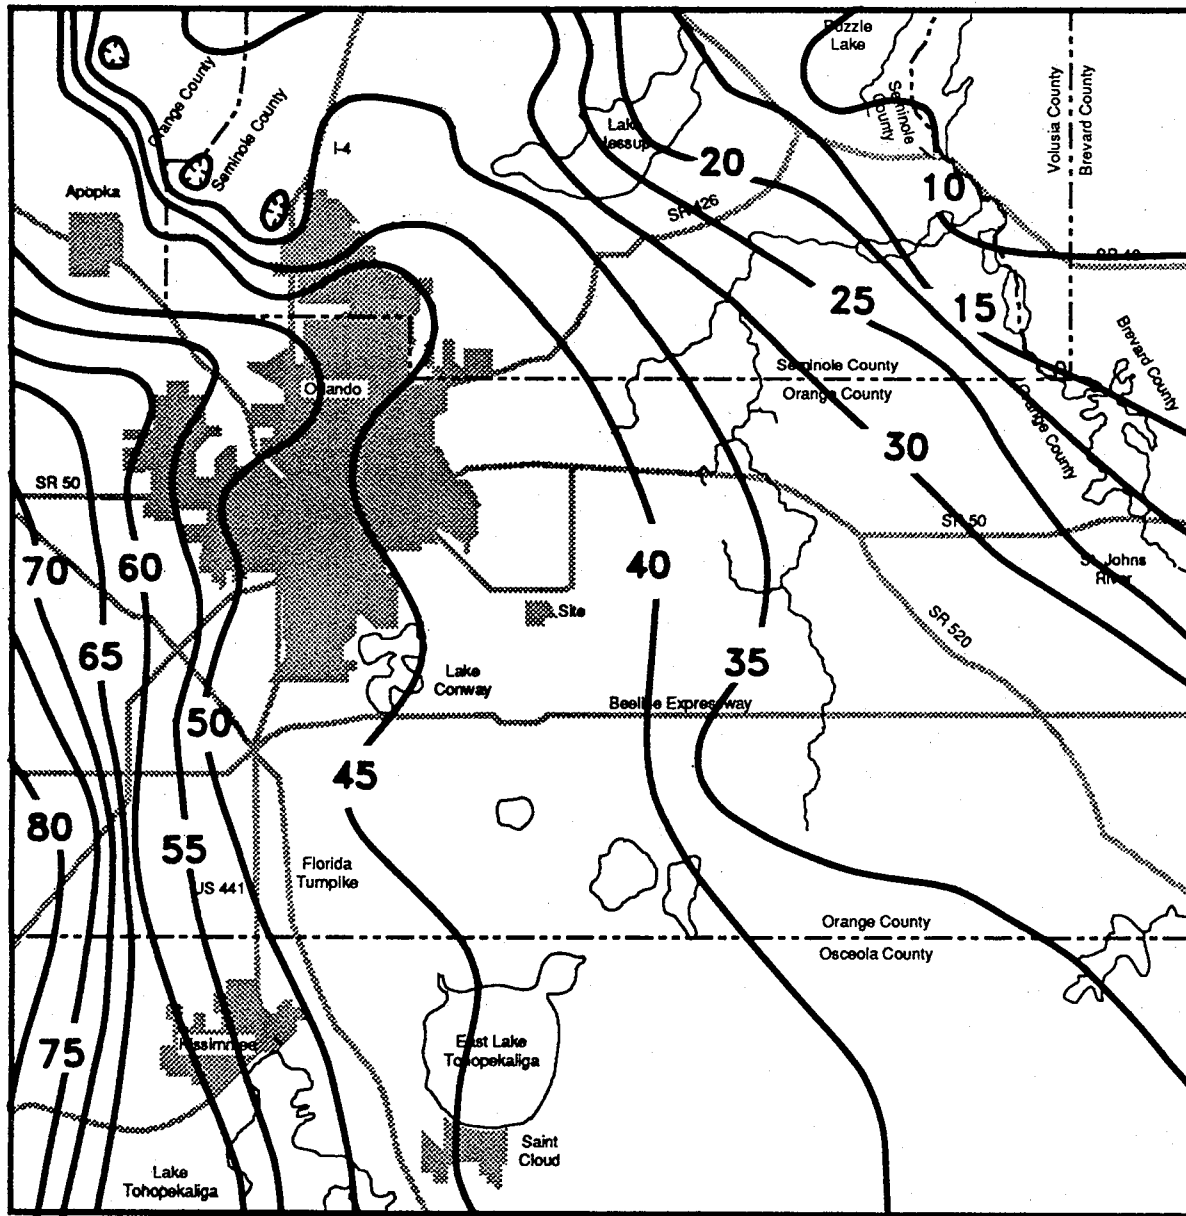 Puzzle
Lake
Orange County
Seminole County
Seminole
County
Volusia County
Brevard County
I-4
Lake
Jessup
20
Apopka
10
SR 426
25
15
Brevard County
Seminole County
Orange County
Orlando
Orange County
30
SR 50
SR 50
70
60
40
St. Johns
River
Site
SR 520
65
35
Lake
Conway
50
Beeline Expressway
45
80
55
Florida
Turnpike
US 441
Orange County
Osceola County
75
Kissimmee
East Lake
Tohopekaliga
Saint
Cloud
Lake
Tohopekaliga